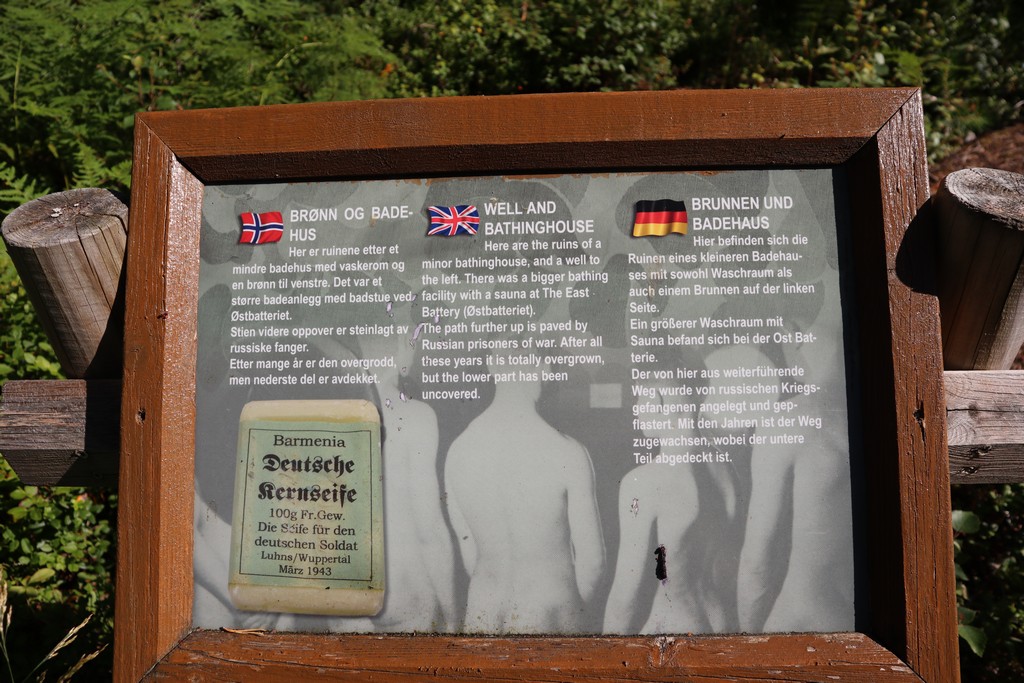 BRØNN OG BADE-
HUS
Her er ruinene etter et
mindre badehus med vaskerom og
en brønn til venstre. Det var et
større badeanlegg med badstue ved
Østbatteriet.
Stien videre oppover er steinlagt av
russiske fanger.
Etter mange år er den overgrodd,
men nederste del er avdekket.
WELL AND
BATHINGHOUSE
Here are the ruins of a
minor bathinghouse, and a well to
the left. There was a bigger bathing
facility with a sauna at The East
Battery (Østbatteriet).
The path further up is paved by
Russian prisoners of war. After all
these years it is totally overgrown,
but the lower part has been
uncovered.
BRUNNEN UND
BADEHAUS
Hier befinden sich die
Ruinen eines kleineren Badehau-
ses mit sowohl Waschraum als
auch einem Brunnen auf der linken
Seite.
Ein größerer Waschraum mit
Sauna befand sich bei der Ost Bat-
terie.
Der von hier aus weiterführende
Weg wurde von russischen Kriegs-
gefangenen angelegt und gep-
flastert. Mit den Jahren ist der Weg
zugewachsen, wobei der untere
Teil abgedeckt ist.
Barmenia
Deutsche
Kernseife
100g Fr.Gew.
Die Seife für den
deutschen Soldat
Luhns/Wuppertal
März 1943